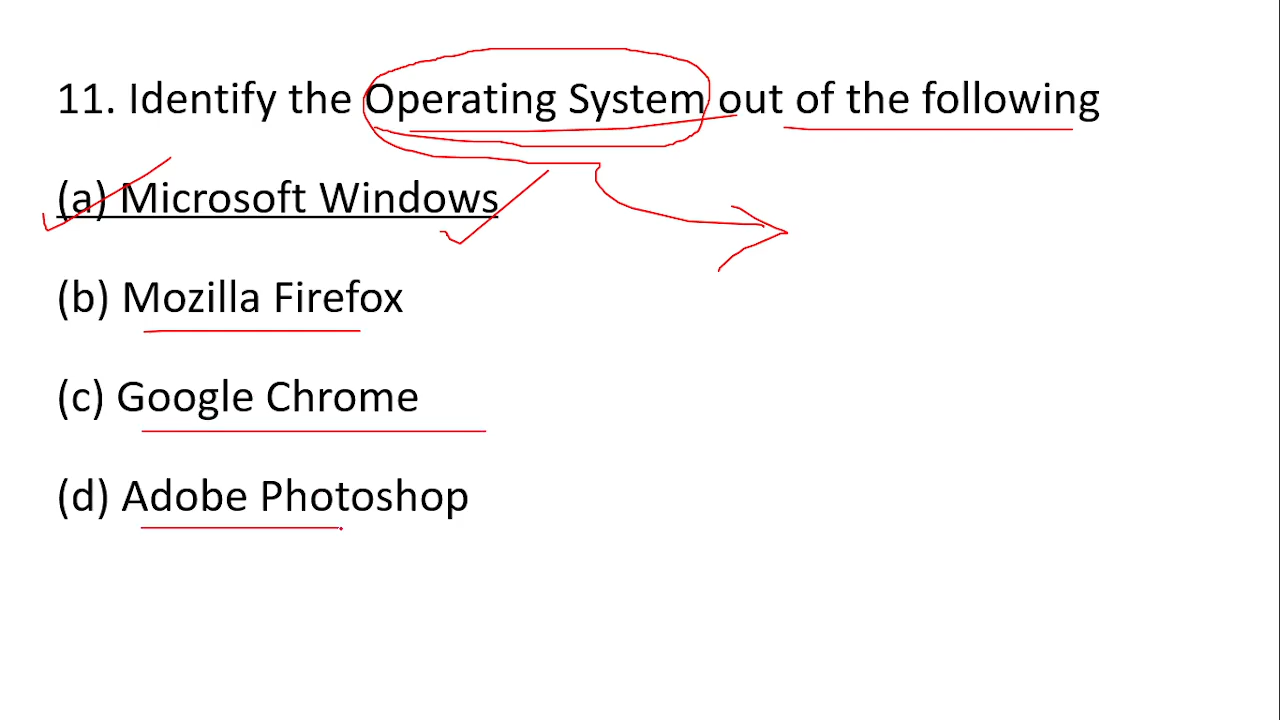 11. Identify the Operating System out of the following
(a) Microsoft Windows
(b) Mozilla Firefox
(c) Google Chrome
(d) Adobe Photoshop